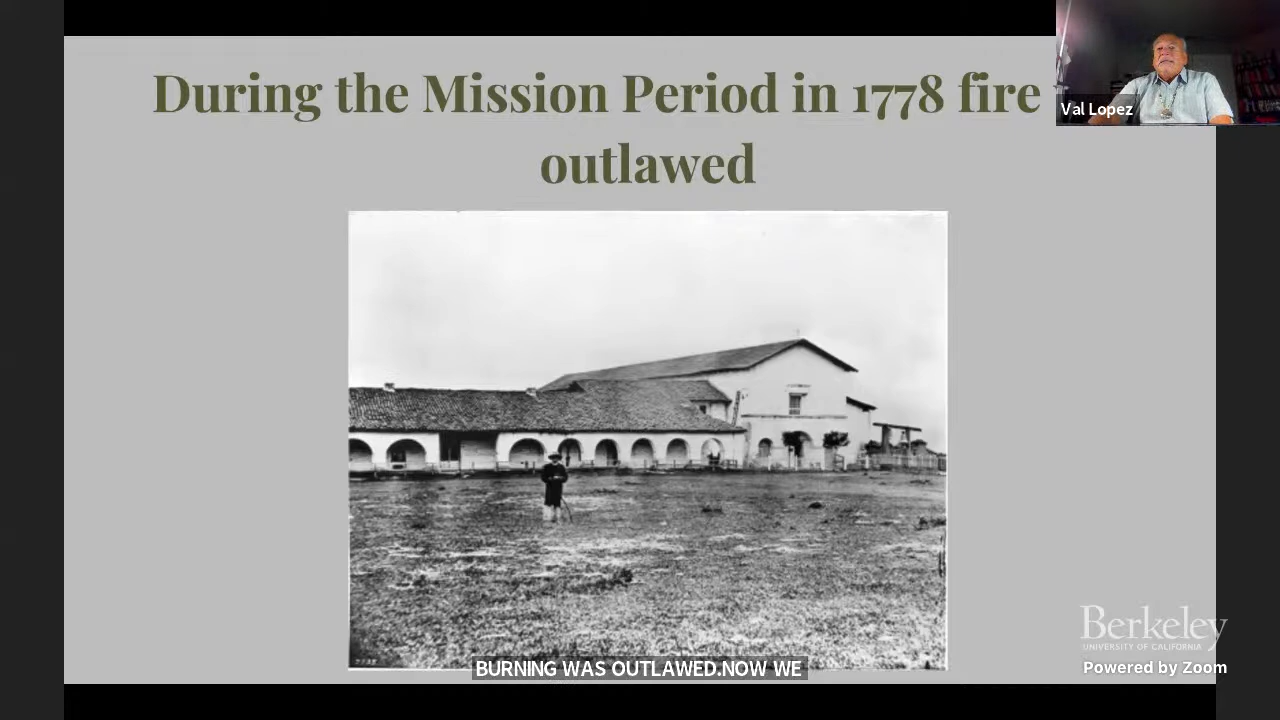 During the Mission Period in 1778 fire
outlawed
Val Lopez
BURNING WAS OUTLAWED.NOW WE
Berkeley
UNIVERSITY OF CALIFORNIA
Powered by Zoom